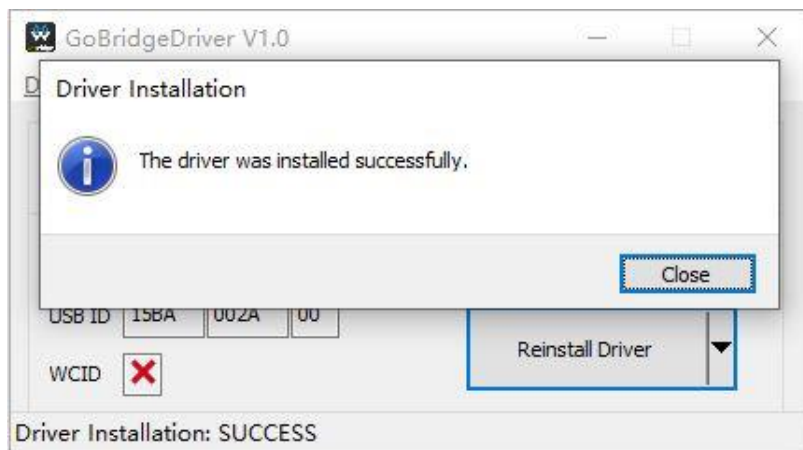 GoBridgeDriver V1.0
D
Driver Installation
The driver was installed successfully.
Close
USB ID 15BA 002A 00
Reinstall Driver
WCID
Driver Installation: SUCCESS